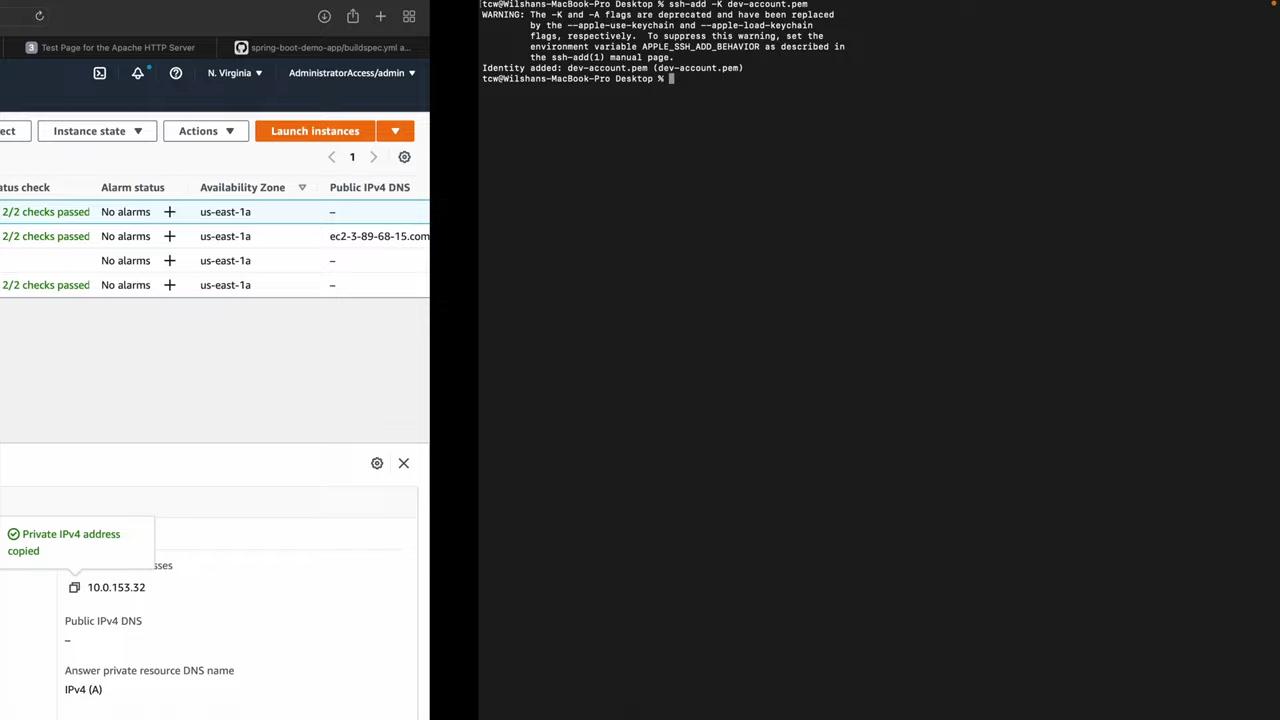 Test Page for the Apache HTTP Server
spring-boot-demo-app/buildspec.yml a...
N. Virginia ▼
AdministratorAccess/admin ▼
ect
Instance state ▼
Actions ▼
Launch instances
1
atus check
Alarm status
Availability Zone
Public IPv4 DNS
2/2 checks passed
No alarms +
us-east-1a
–
2/2 checks passed
No alarms +
us-east-1a
ec2-3-89-68-15.com
No alarms +
us-east-1a
–
2/2 checks passed
No alarms +
us-east-1a
–
Private IPv4 address
copied
sses
10.0.153.32
Public IPv4 DNS
–
Answer private resource DNS name
IPv4 (A)
[tcw@Wilshans-MacBook-Pro Desktop % ssh-add -K dev-account.pem
WARNING: The -K and -A flags are deprecated and have been replaced
by the --apple-use-keychain and --apple-load-keychain
flags, respectively.  To suppress this warning, set the
environment variable APPLE_SSH_ADD_BEHAVIOR as described in
the ssh-add(1) manual page.
Identity added: dev-account.pem (dev-account.pem)
tcw@Wilshans-MacBook-Pro Desktop %